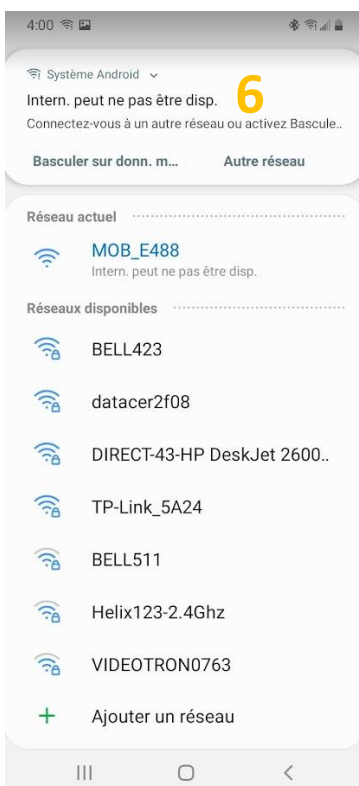 4:00
Système Android
Intern. peut ne pas être disp. 6
Connectez-vous à un autre réseau ou activez Bascule..
Basculer sur donn. m... Autre réseau
Réseau actuel
MOB_E488
Intern. peut ne pas être disp.
Réseaux disponibles
BELL423
datacer2f08
DIRECT-43-HP DeskJet 2600..
TP-Link_5A24
BELL511
Helix123-2.4Ghz
VIDEOTRON0763
+ Ajouter un réseau